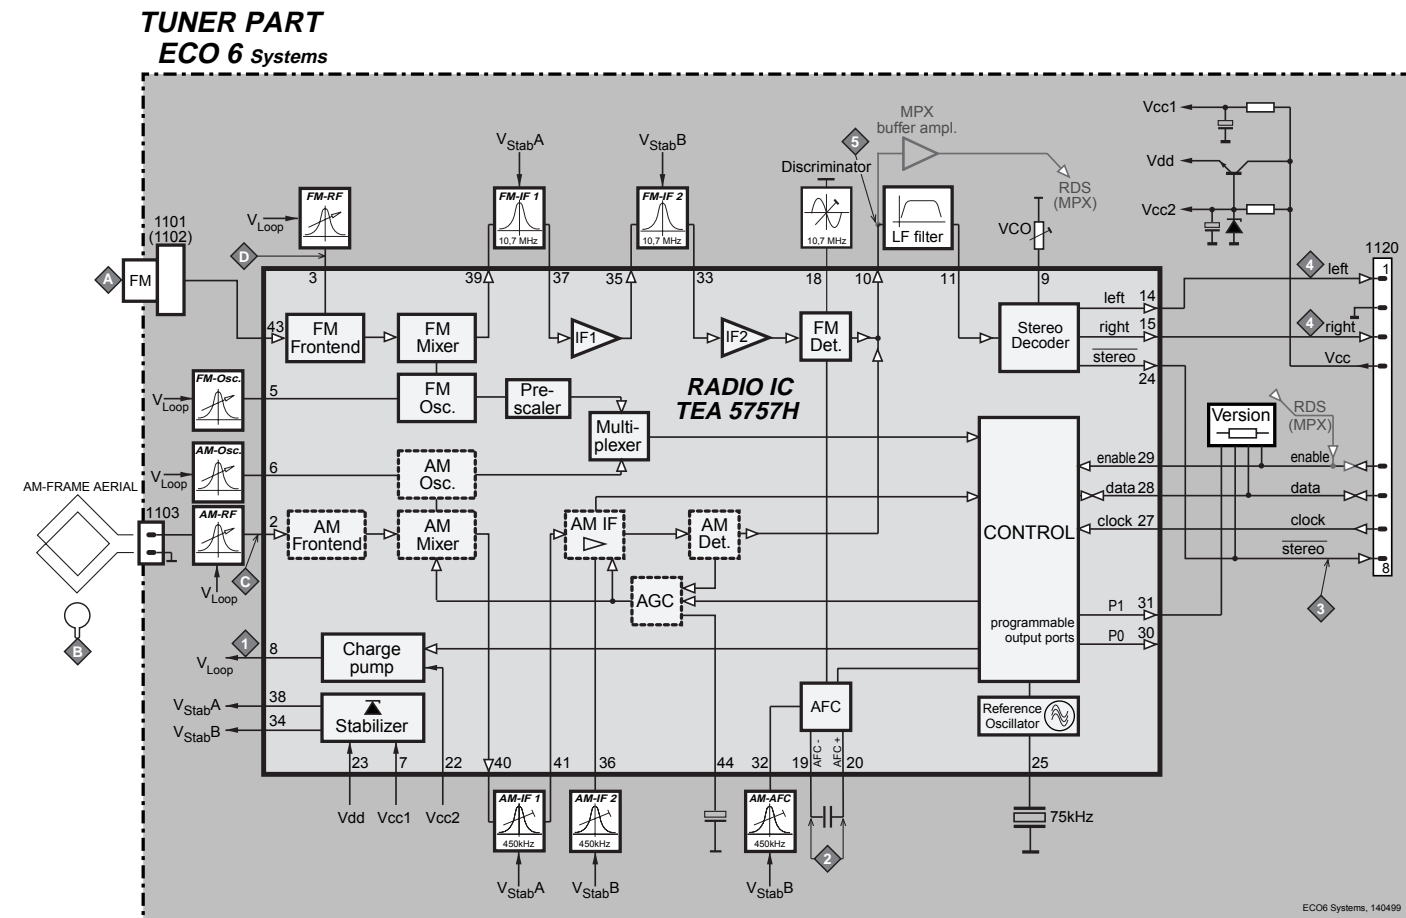 TUNER PART
ECO 6 Systems
MPX
buffer ampl.
5
Discriminator
RDS
(MPX)
Vcc1
Vdd
Vcc2
VStabA
VStabB
FM-RF
VLoop
FM-IF 1
10,7 MHz
FM-IF 2
10,7 MHz
10,7 MHz
LF filter
VCO
1101
(1102)
A
FM
D
3
39
37
35
33
18
10
11
9
1120
1
4
left
4
right
Vcc
43
FM
Frontend
FM
Mixer
IF1
IF2
FM
Det.
Stereo
Decoder
left 14
right 15
stereo
24
FM-Osc.
VLoop
5
FM
Osc.
Pre-
scaler
RADIO IC
TEA 5757H
Multi-
plexer
Version
RDS
(MPX)
AM-Osc.
VLoop
6
AM
Osc.
enable 29
enable
data 28
data
clock 27
clock
stereo
8
3
AM-FRAME AERIAL
1103
AM-RF
VLoop
2
C
B
AM
Frontend
AM
Mixer
AM IF
AM
Det.
AGC
CONTROL
programmable
output ports
P1 31
P0 30
1
8
VLoop
Charge
pump
38
VStabA
34
VStabB
Stabilizer
AFC
AFC -
AFC +
Reference
Oscillator
23
7
22
40
41
36
44
32
19
20
25
Vdd
Vcc1
Vcc2
AM-IF 1
450kHz
AM-IF 2
450kHz
AM-AFC
450kHz
2
75kHz
VStabA
VStabB
VStabB
ECO6 Systems, 140499